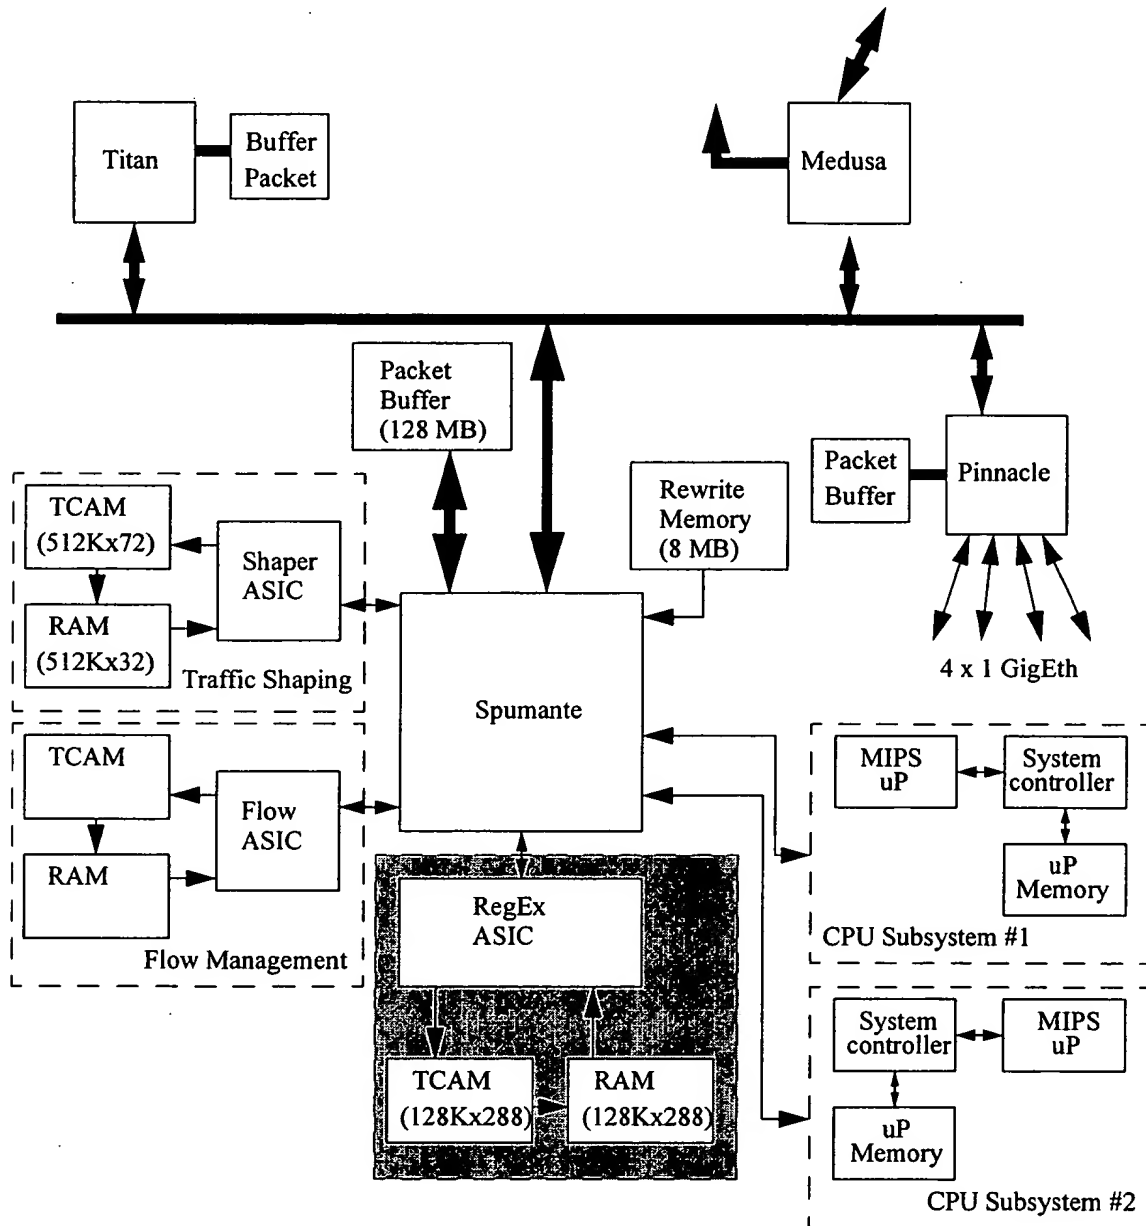 Titan
Buffer
Packet
Medusa
Packet
Buffer
(128 MB)
Packet
Buffer
Pinnacle
Rewrite
Memory
(8 MB)
TCAM
(512Kx72)
Shaper
ASIC
RAM
(512Kx32)
Traffic Shaping
4 x 1 GigEth
Spumante
TCAM
Flow
ASIC
RAM
Flow Management
MIPS
uP
System
controller
uP
Memory
CPU Subsystem #1
RegEx
ASIC
TCAM
(128Kx288)
RAM
(128Kx288)
System
controller
MIPS
uP
uP
Memory
CPU Subsystem #2